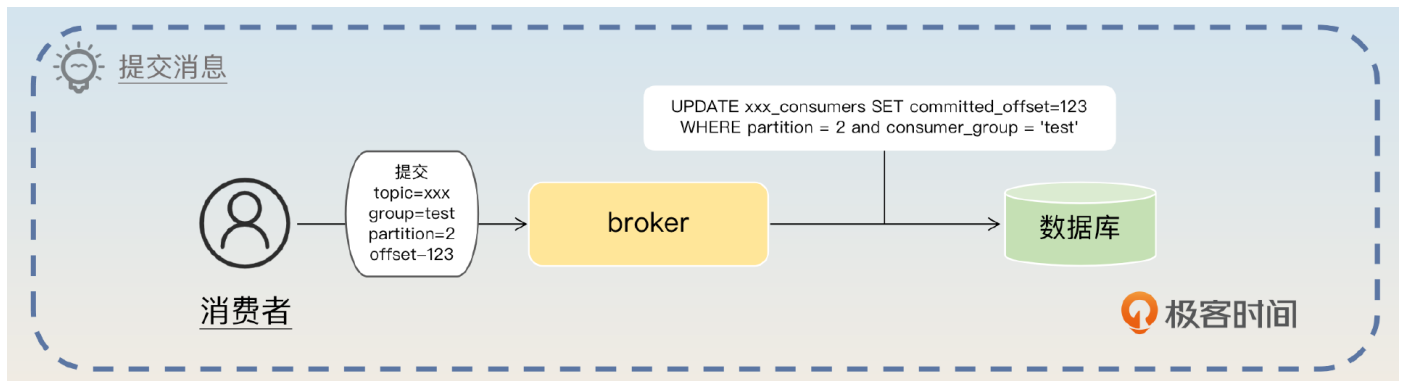 提交消息
UPDATE xxx_consumers SET committed_offset=123
WHERE partition = 2 and consumer_group = 'test'
提交
topic=xxx
group=test
partition=2
offset-123
broker
数据库
消费者
极客时间